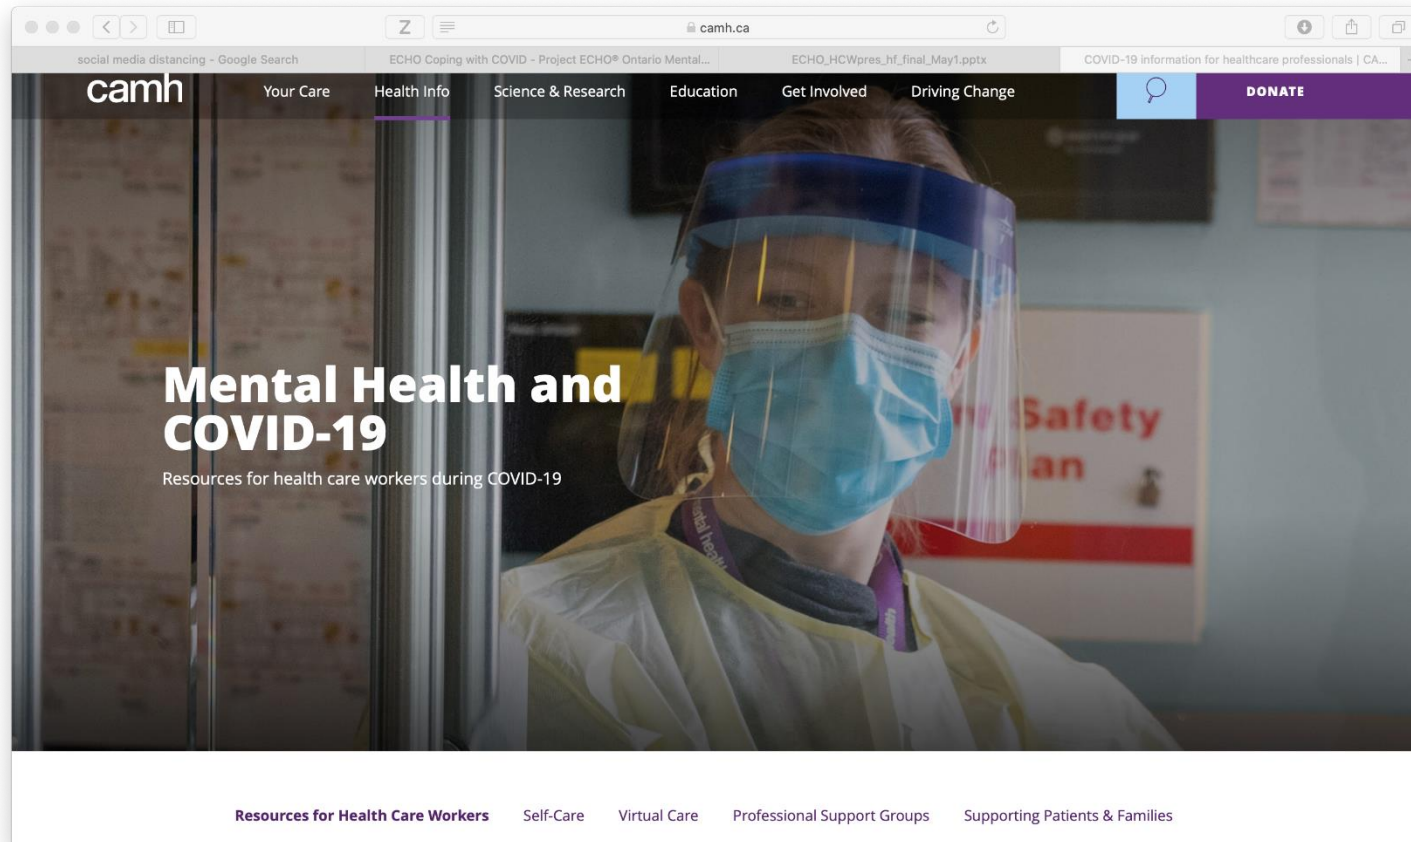 Z
camh.ca
social media distancing - Google Search
ECHO Coping with COVID - Project ECHO® Ontario Mental...
ECHO_HCWpres_hf_final_May1.pptx
COVID-19 information for healthcare professionals | CA...
camh
Your Care
Health Info
Science & Research
Education
Get Involved
Driving Change
DONATE
Mental Health and
COVID-19
Resources for health care workers during COVID-19
Safety
mental health
health
Resources for Health Care Workers
Self-Care
Virtual Care
Professional Support Groups
Supporting Patients & Families